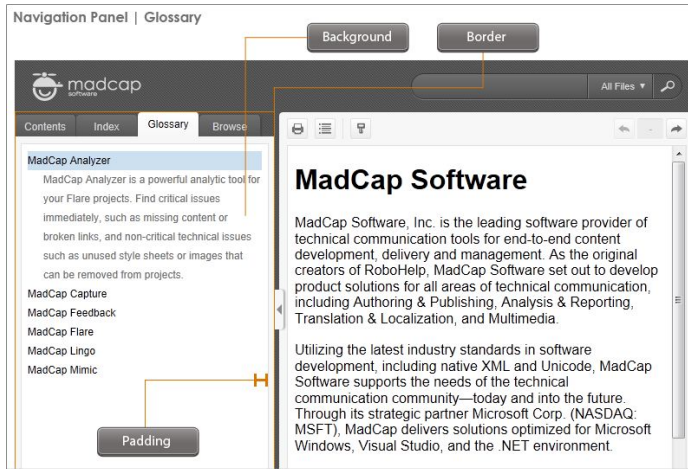 Navigation Panel | Glossary
Background
Border
madcap
software
All Files
Contents
Index
Glossary
Browse
MadCap Analyzer
MadCap Analyzer is a powerful analytic tool for
your Flare projects. Find critical issues
immediately, such as missing content or
broken links, and non-critical technical issues
such as unused style sheets or images that
can be removed from projects.
MadCap Capture
MadCap Feedback
MadCap Flare
MadCap Lingo
MadCap Mimic
Padding
MadCap Software
MadCap Software, Inc. is the leading software provider of
technical communication tools for end-to-end content
development, delivery and management. As the original
creators of RoboHelp, MadCap Software set out to develop
product solutions for all areas of technical communication,
including Authoring & Publishing, Analysis & Reporting,
Translation & Localization, and Multimedia.
Utilizing the latest industry standards in software
development, including native XML and Unicode, MadCap
Software supports the needs of the technical
communication community—today and into the future.
Through its strategic partner Microsoft Corp. (NASDAQ:
MSFT), MadCap delivers solutions optimized for Microsoft
Windows, Visual Studio, and the .NET environment.